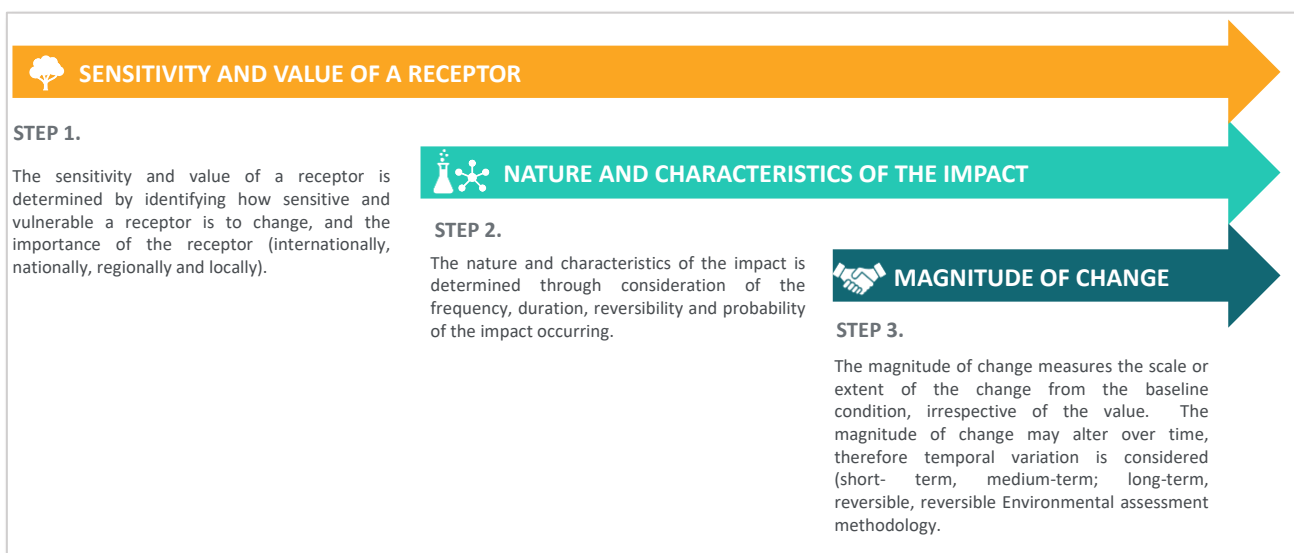 SENSITIVITY AND VALUE OF A RECEPTOR
STEP 1.
The sensitivity and value of a receptor is
determined by identifying how sensitive and
vulnerable a receptor is to change, and the
importance of the receptor (internationally,
nationally, regionally and locally).
NATURE AND CHARACTERISTICS OF THE IMPACT
STEP 2.
The nature and characteristics of the impact is
determined through consideration of the
frequency, duration, reversibility and probability
of the impact occurring.
MAGNITUDE OF CHANGE
STEP 3.
The magnitude of change measures the scale or
extent of the change from the baseline
condition, irrespective of the value. The
magnitude of change may alter over time,
therefore temporal variation is considered
(short- term, medium-term; long-term,
reversible, reversible Environmental assessment
methodology.